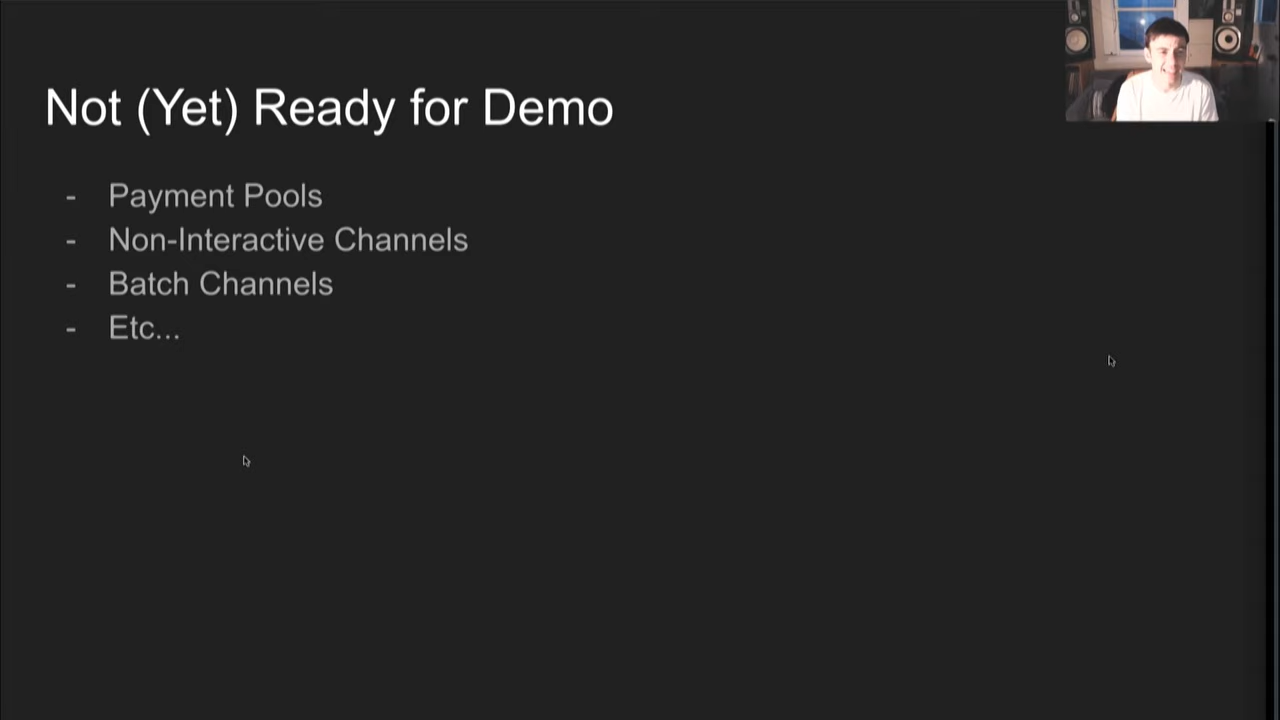 Not (Yet) Ready for Demo
- Payment Pools
- Non-Interactive Channels
- Batch Channels
- Etc...